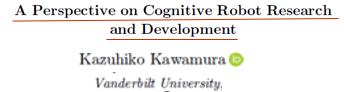 A Perspective on Cognitive Robot Research
and Development
Kazuhiko Kawamura
Vanderbilt University,